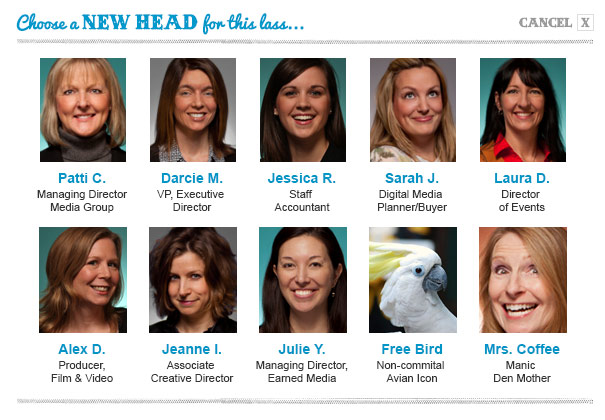 Choose a NEW HEAD for this lass...
CANCEL X
Patti C.
Managing Director
Media Group
Darcie M.
VP, Executive
Director
Jessica R.
Staff
Accountant
Sarah J.
Digital Media
Planner/Buyer
Laura D.
Director
of Events
Alex D.
Producer,
Film & Video
Jeanne I.
Associate
Creative Director
Julie Y.
Managing Director,
Earned Media
Free Bird
Non-commital
Avian Icon
Mrs. Coffee
Manic
Den Mother